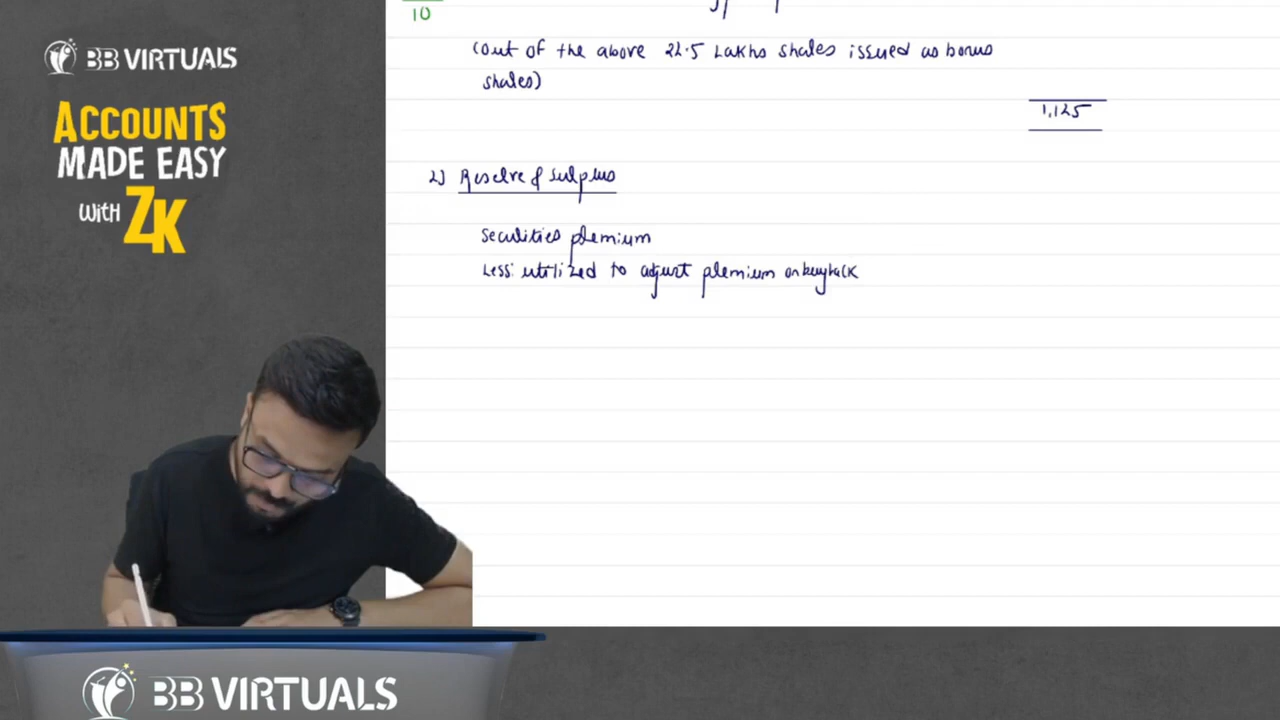 BB VIRTUALS
ACCOUNTS
MADE EASY
with ZK
10
(out of the above 22.5 Lakhs shares issued as bonus
shares)
1,125
2) Reserve & surplus
securities premium
Less: utilized to adjust premium on buyback
BB VIRTUALS